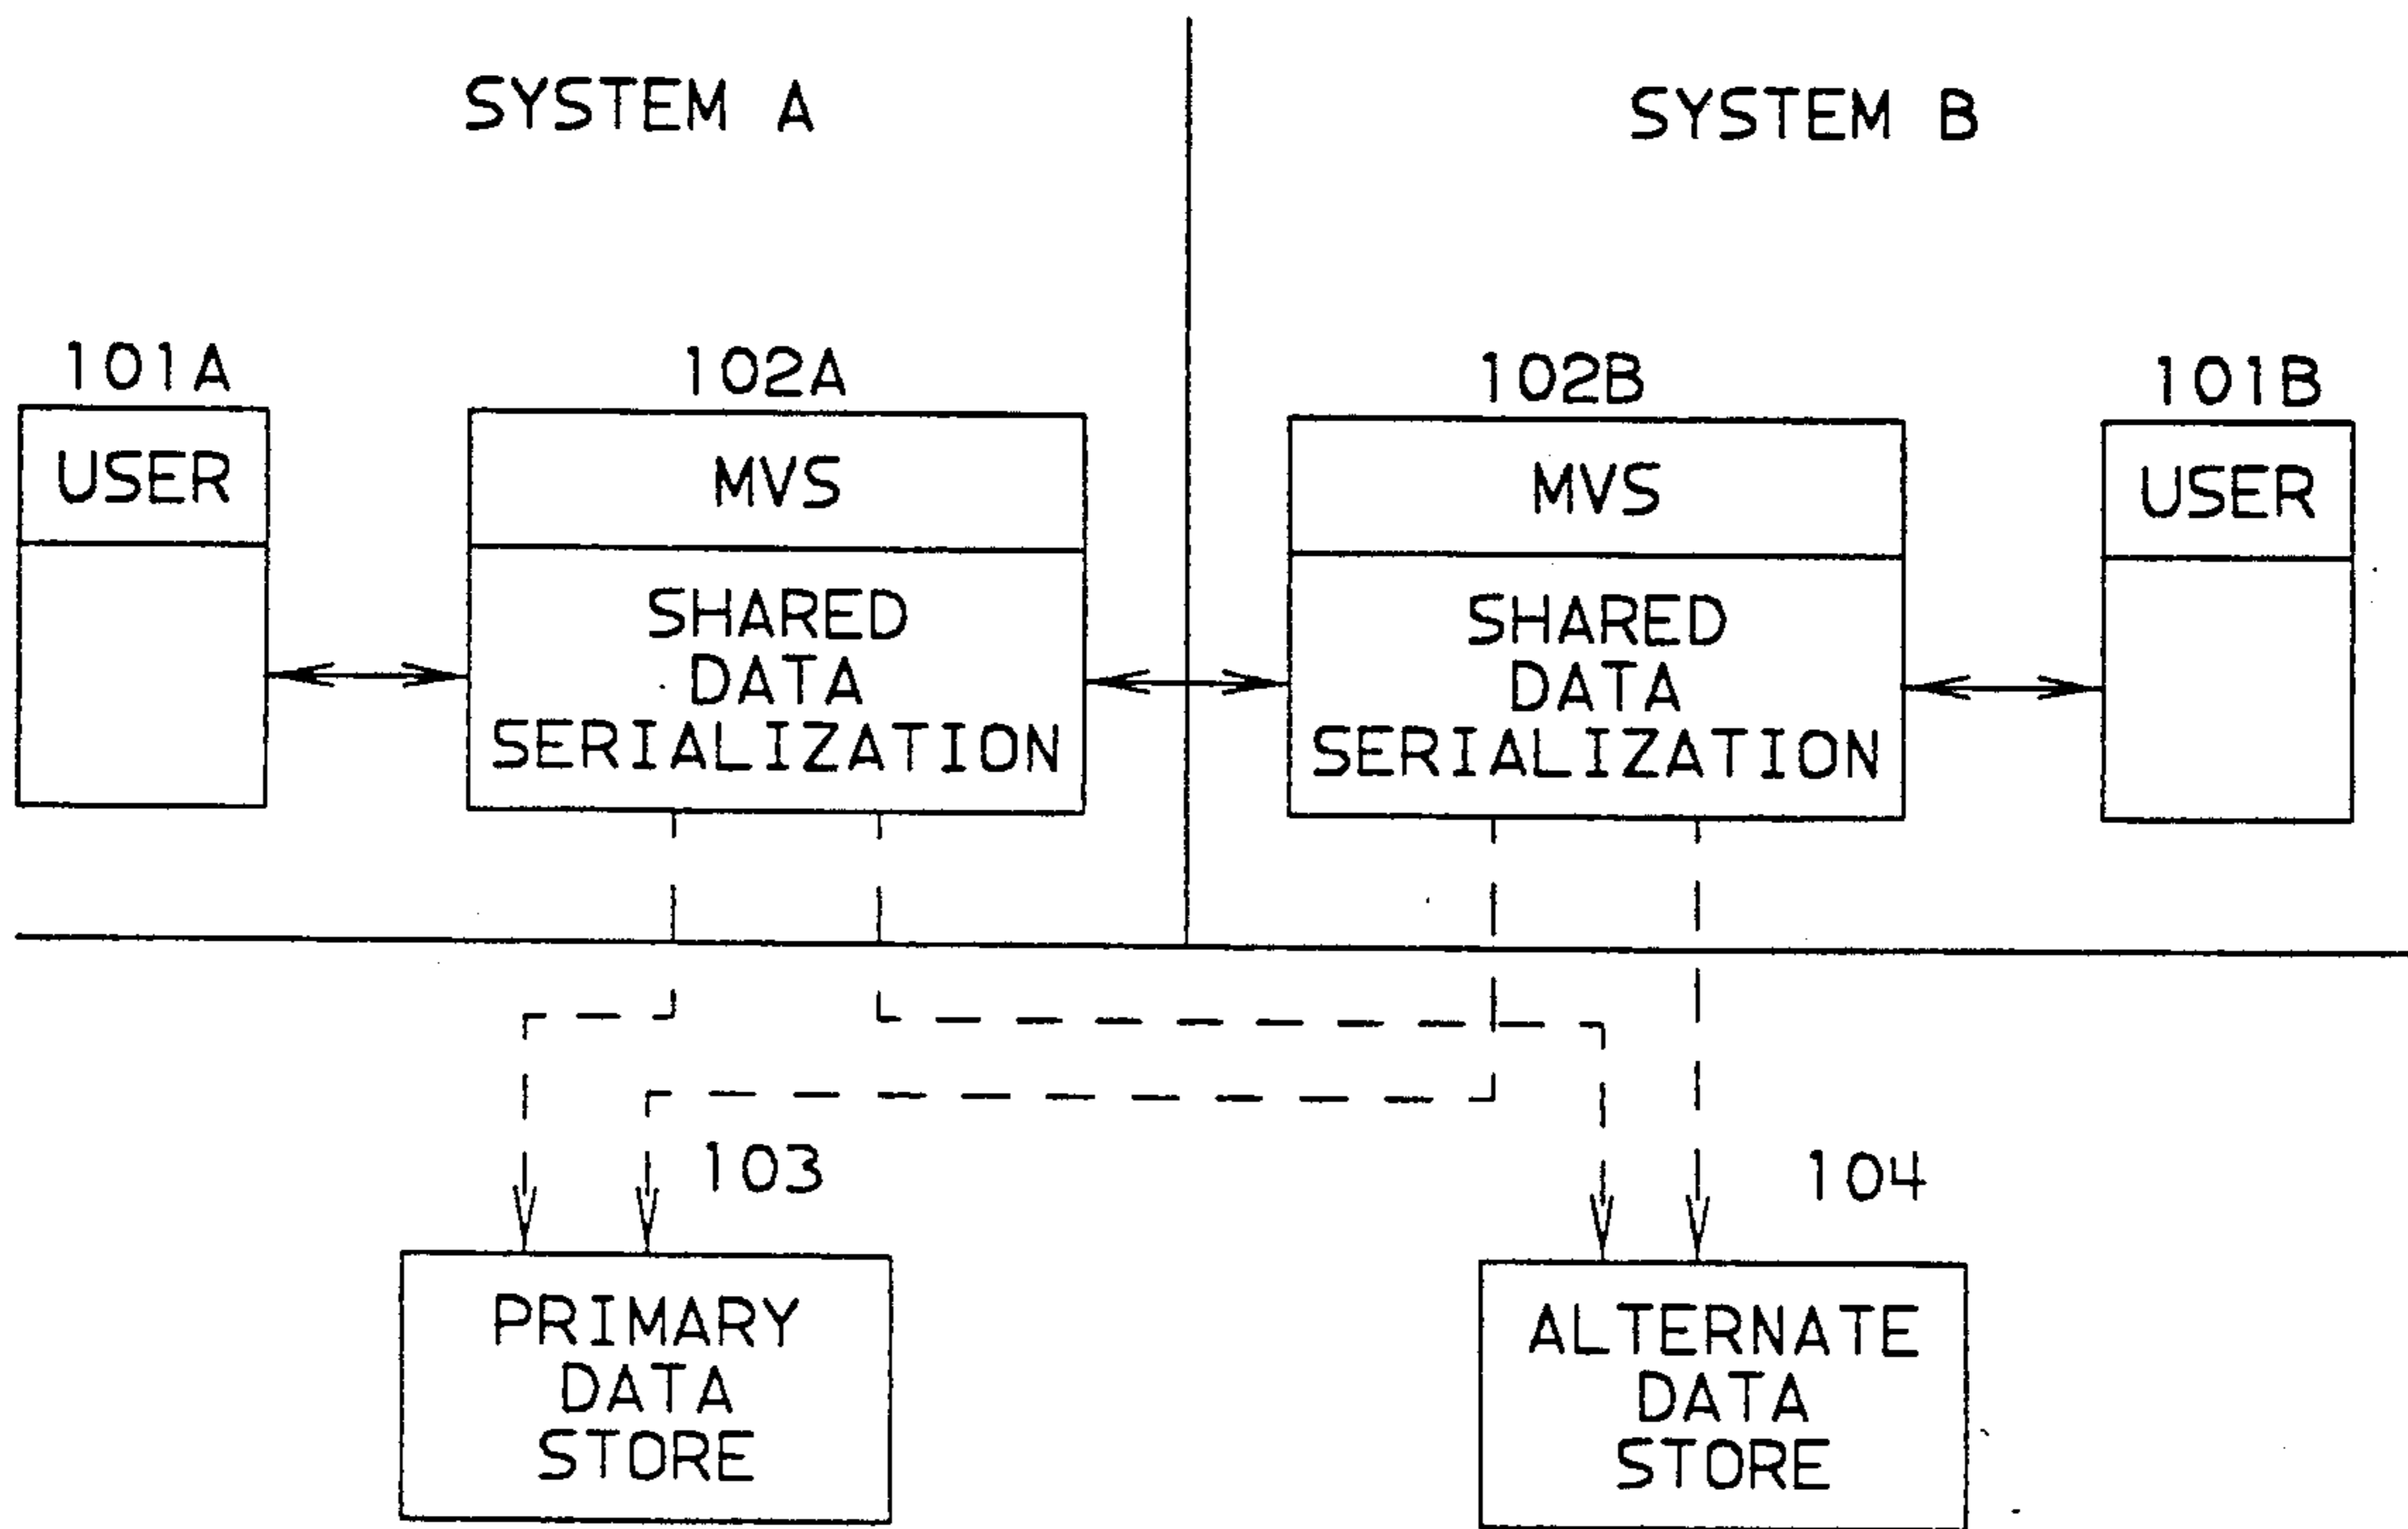 SYSTEM A
SYSTEM B
101A
102A
102B
101B
USER
MVS
MVS
USER
SHARED
DATA
SERIALIZATION
SHARED
DATA
SERIALIZATION
103
104
PRIMARY
DATA
STORE
ALTERNATE
DATA
STORE